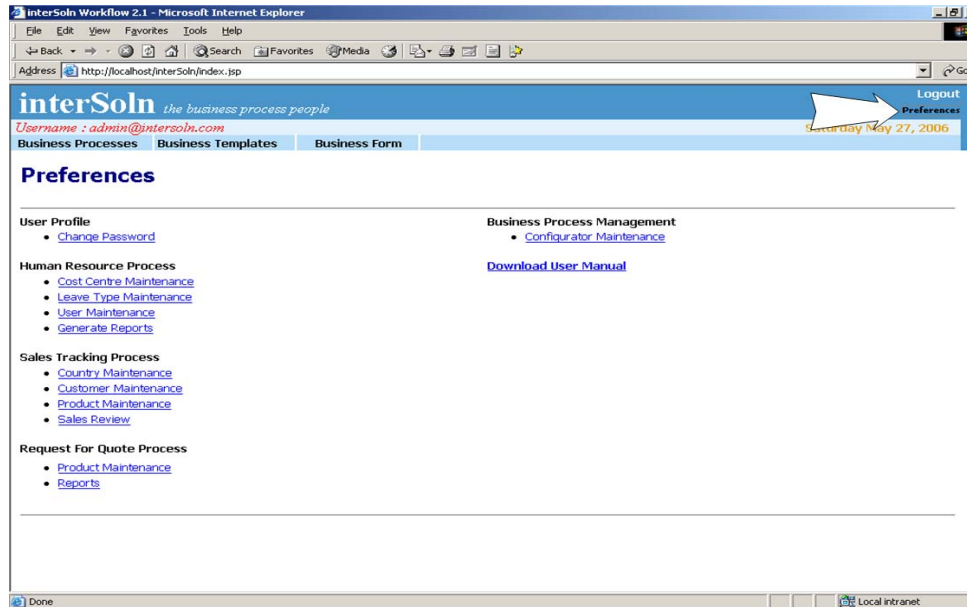 interSoln Workflow 2.1 - Microsoft Internet Explorer
File Edit View Favorites Tools Help
Back Search Favorites Media
Address http://localhost/interSoln/index.jsp Go
interSoln the business process people
Logout
Preferences
Username : admin@intersoln.com
Saturday May 27, 2006
Business Processes Business Templates Business Form
Preferences
User Profile
Change Password
Human Resource Process
Cost Centre Maintenance
Leave Type Maintenance
User Maintenance
Generate Reports
Sales Tracking Process
Country Maintenance
Customer Maintenance
Product Maintenance
Sales Review
Request For Quote Process
Product Maintenance
Reports
Business Process Management
Configurator Maintenance
Download User Manual
Done Local intranet